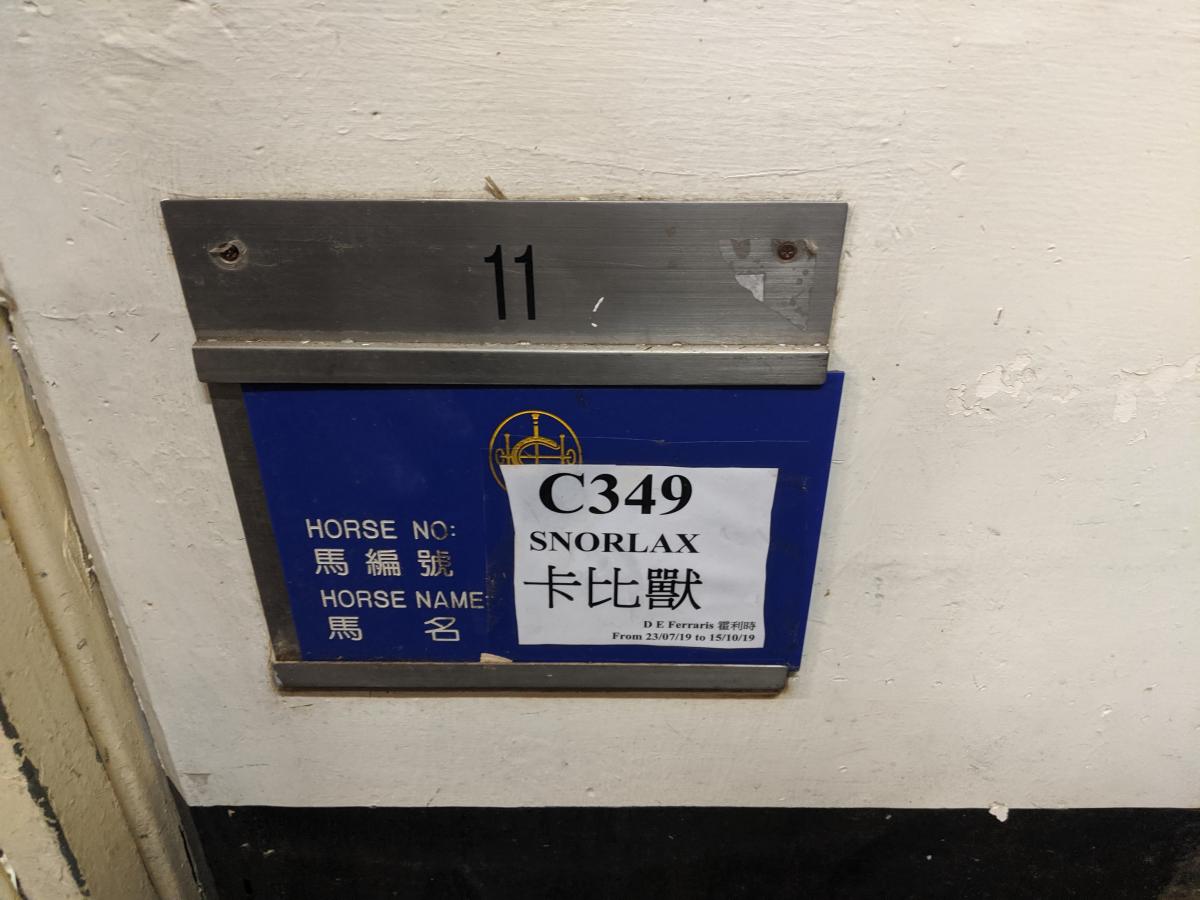 11
HORSE NO:
馬編號
HORSE NAME
馬名
C349
SNORLAX
卡比獸
D E Ferraris 霍利時
From 23/07/19 to 15/10/19